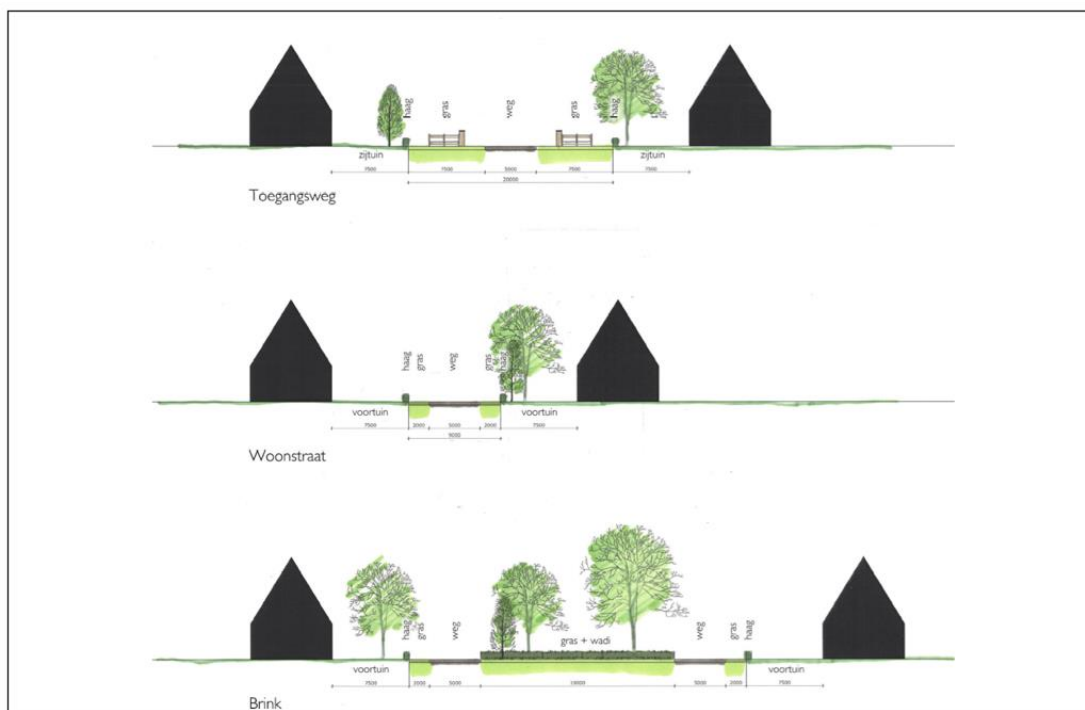 haag gras weg gras haag
zijtuin zijtuin
7500 7500 5000 7500 7500
20000
Toegangsweg
haag gras weg gras haag
voortuin voortuin
7500 2000 5000 2000 7500
9000
Woonstraat
haag gras weg gras + wadi weg gras haag
voortuin voortuin
7500 2000 5000 19000 5000 2000 7500
Brink